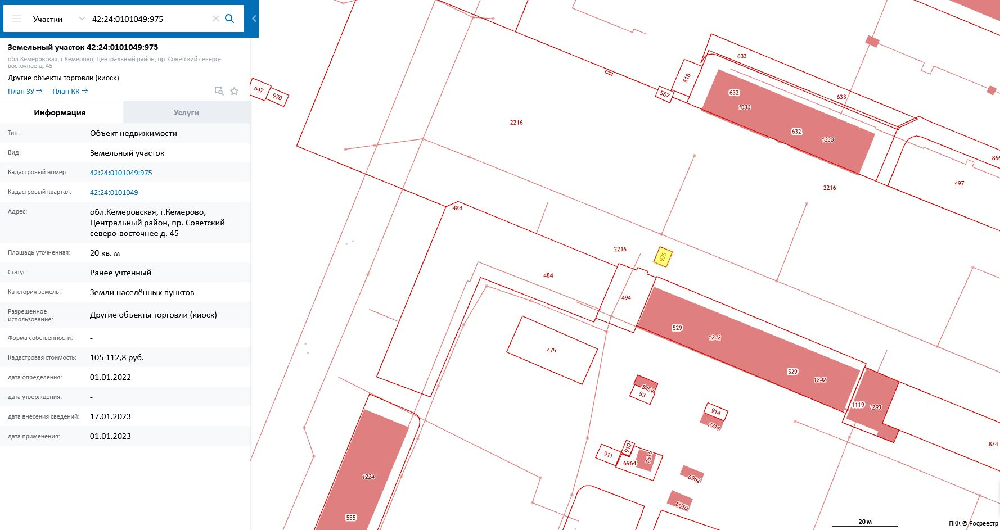 Участки
42:24:0101049:975
Земельный участок 42:24:0101049:975
обл.Кемеровская, г.Кемерово, Центральный район, пр. Советский северо-
восточнее д. 45
Другие объекты торговли (киоск)
План ЗУ →
План КК →
Информация
Услуги
Тип:
Объект недвижимости
Вид:
Земельный участок
Кадастровый номер:
42:24:0101049:975
Кадастровый квартал:
42:24:0101049
Адрес:
обл.Кемеровская, г.Кемерово,
Центральный район, пр. Советский
северо-восточнее д. 45
Площадь уточненная:
20 кв. м
Статус:
Ранее учтенный
Категория земель:
Земли населённых пунктов
Разрешенное
использование:
Другие объекты торговли (киоск)
Форма собственности:
-
Кадастровая стоимость:
105 112,8 руб.
дата определения:
01.01.2022
дата утверждения:
-
дата внесения сведений:
17.01.2023
дата применения:
01.01.2023
633
518
647
970
587
632
1333
633
2216
632
1333
866
497
2216
484
2216
975
484
494
529
1242
475
529
1242
8454
53
1119
1293
914
7711
910
911
6964
7536
874
1224
6962
8010
555
20 м
ПКК © Росреестр